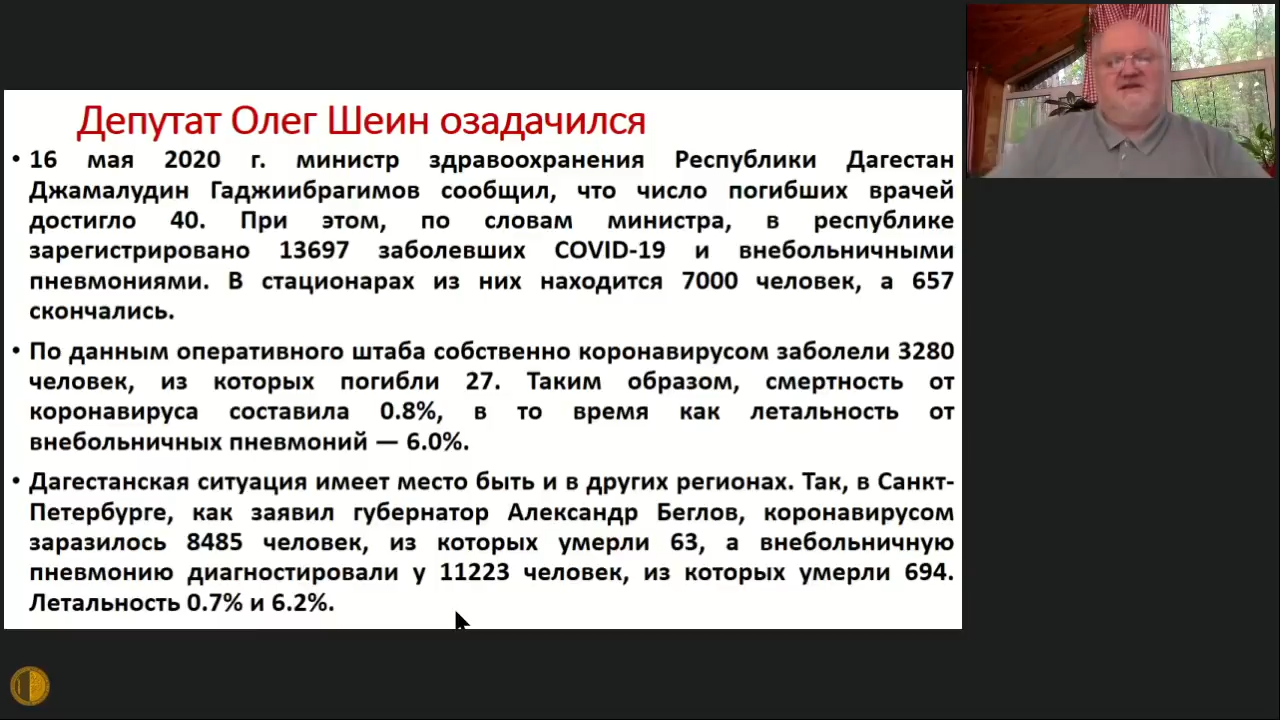 Депутат Олег Шеин озадачился
• 16 мая 2020 г. министр здравоохранения Республики Дагестан
Джамалудин Гаджиибрагимов сообщил, что число погибших врачей
достигло 40. При этом, по словам министра, в республике
зарегистрировано 13697 заболевших COVID-19 и внебольничными
пневмониями. В стационарах из них находится 7000 человек, а 657
скончались.
• По данным оперативного штаба собственно коронавирусом заболели 3280
человек, из которых погибли 27. Таким образом, смертность от
коронавируса составила 0.8%, в то время как летальность от
внебольничных пневмоний — 6.0%.
• Дагестанская ситуация имеет место быть и в других регионах. Так, в Санкт-
Петербурге, как заявил губернатор Александр Беглов, коронавирусом
заразилось 8485 человек, из которых умерли 63, а внебольничную
пневмонию диагностировали у 11223 человек, из которых умерли 694.
Летальность 0.7% и 6.2%.